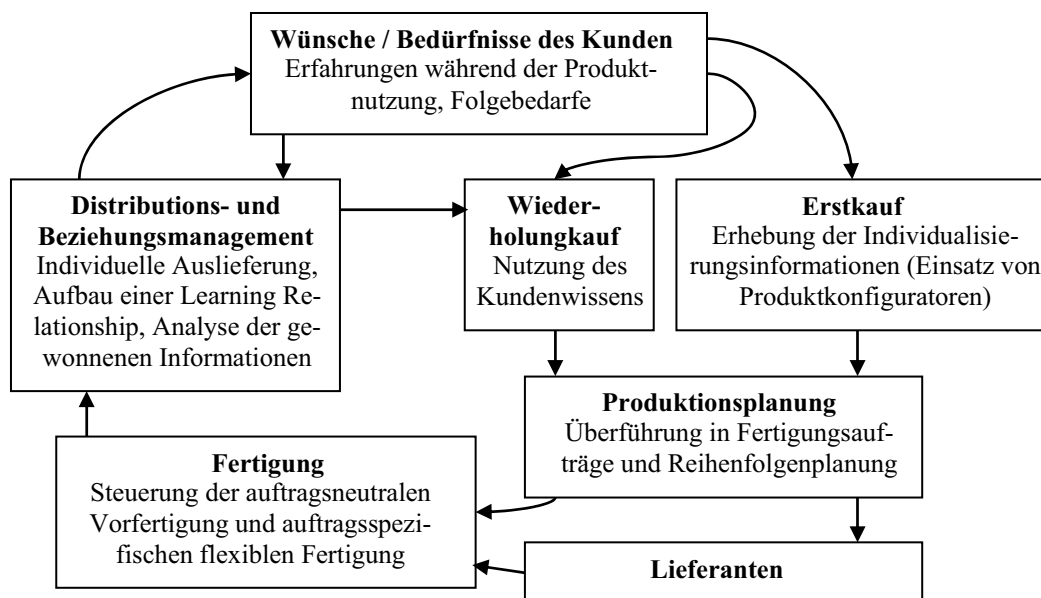 Wünsche / Bedürfnisse des Kunden
Erfahrungen während der Produkt-
nutzung, Folgebedarfe
Distributions- und
Beziehungsmanagement
Individuelle Auslieferung,
Aufbau einer Learning Re-
lationship, Analyse der ge-
wonnenen Informationen
Wieder-
holungkauf
Nutzung des
Kundenwissens
Erstkauf
Erhebung der Individualisie-
rungsinformationen (Einsatz von
Produktkonfiguratoren)
Produktionsplanung
Überführung in Fertigungsauf-
träge und Reihenfolgenplanung
Fertigung
Steuerung der auftragsneutralen
Vorfertigung und auftragsspezi-
fischen flexiblen Fertigung
Lieferanten